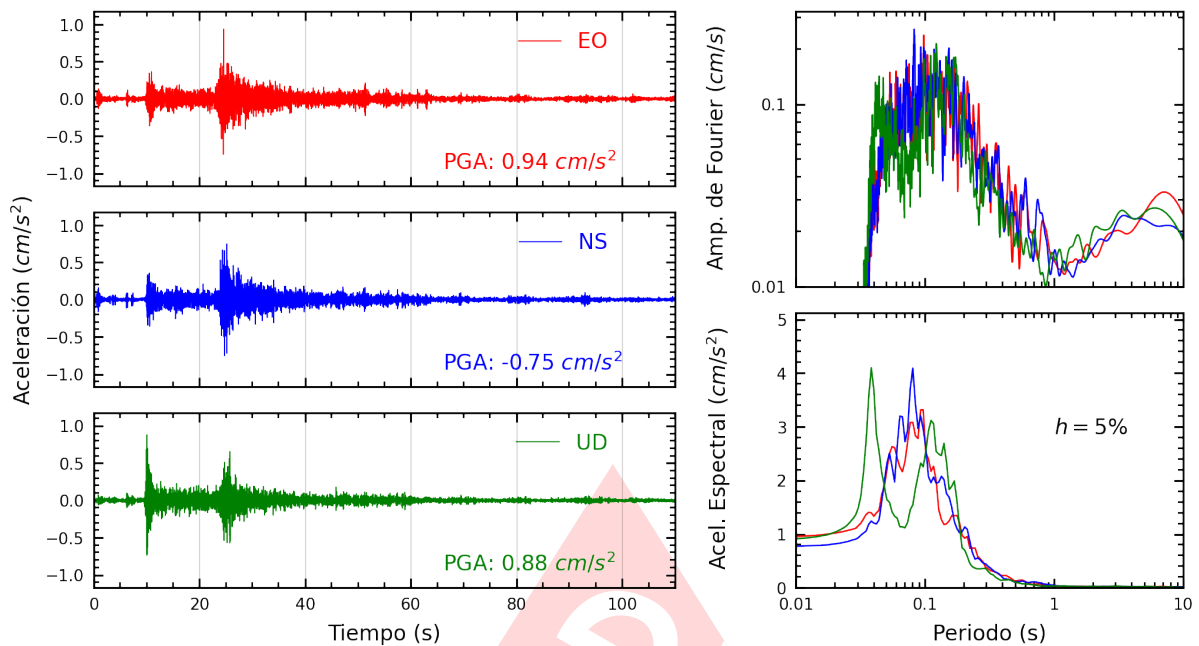 Aceleración (cm/s²)
1.0
0.5
0.0
−0.5
−1.0
EO
PGA: 0.94 cm/s²
1.0
0.5
0.0
−0.5
−1.0
NS
PGA: -0.75 cm/s²
1.0
0.5
0.0
−0.5
−1.0
UD
PGA: 0.88 cm/s²
0 20 40 60 80 100
Tiempo (s)
Amp. de Fourier (cm/s)
0.1
0.01
Acel. Espectral (cm/s²)
5
4
3
2
1
0
h = 5%
0.01 0.1 1 10
Periodo (s)